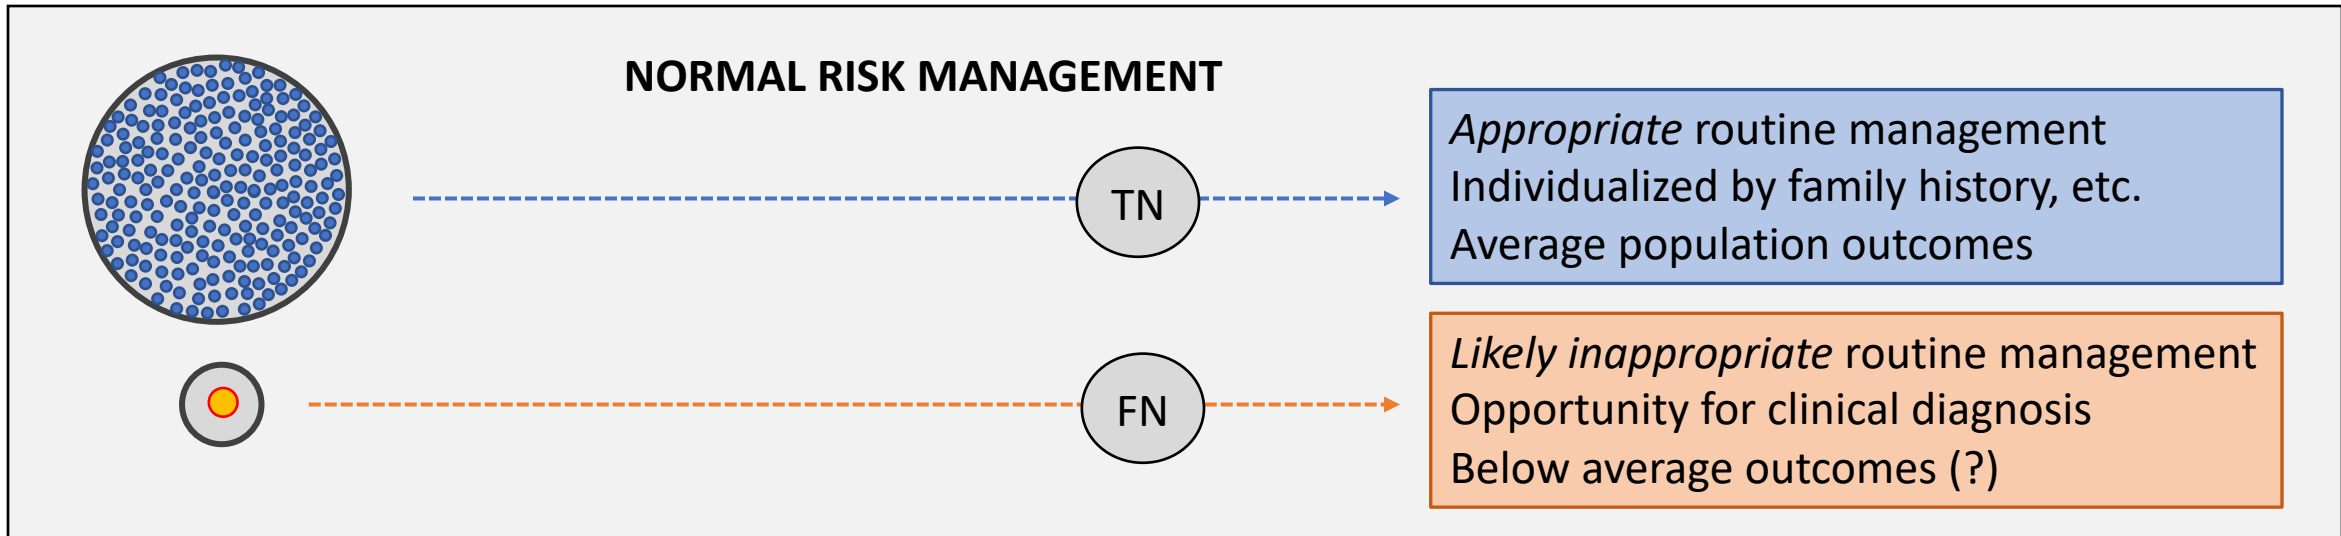 NORMAL RISK MANAGEMENT
TN
Appropriate routine management
Individualized by family history, etc.
Average population outcomes
FN
Likely inappropriate routine management
Opportunity for clinical diagnosis
Below average outcomes (?)